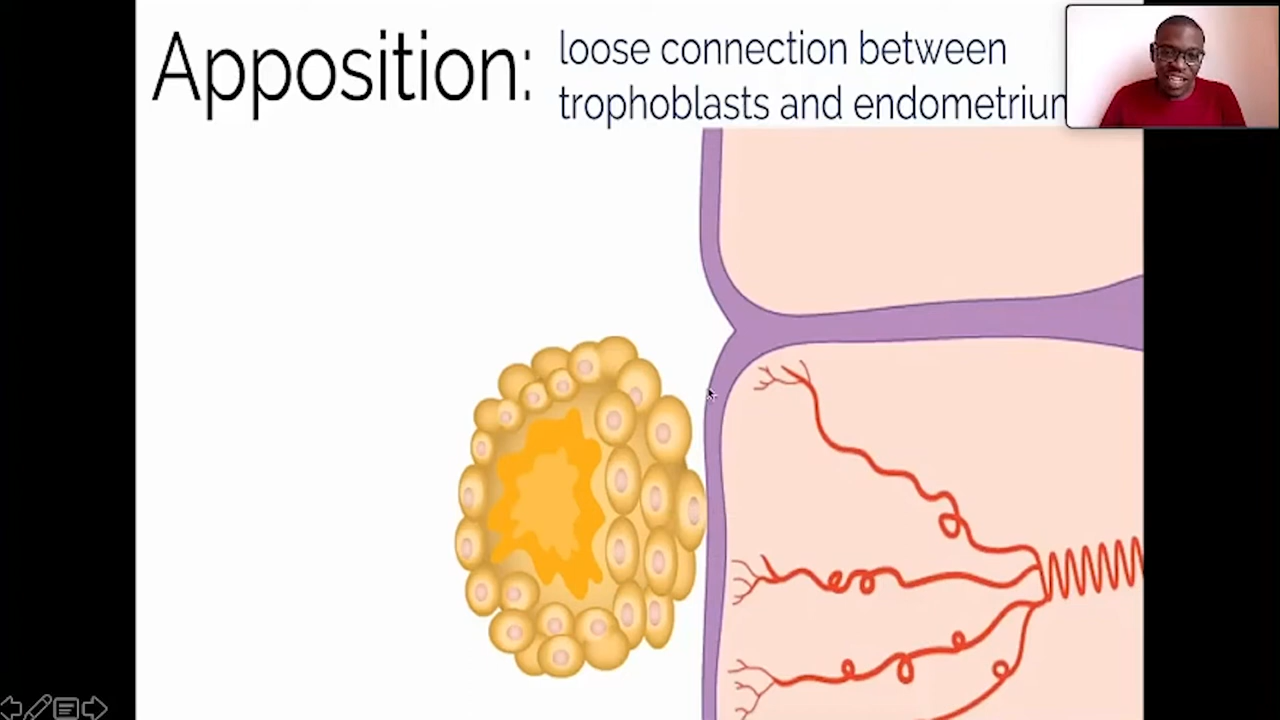 Apposition:
loose connection between
trophoblasts and endometrium